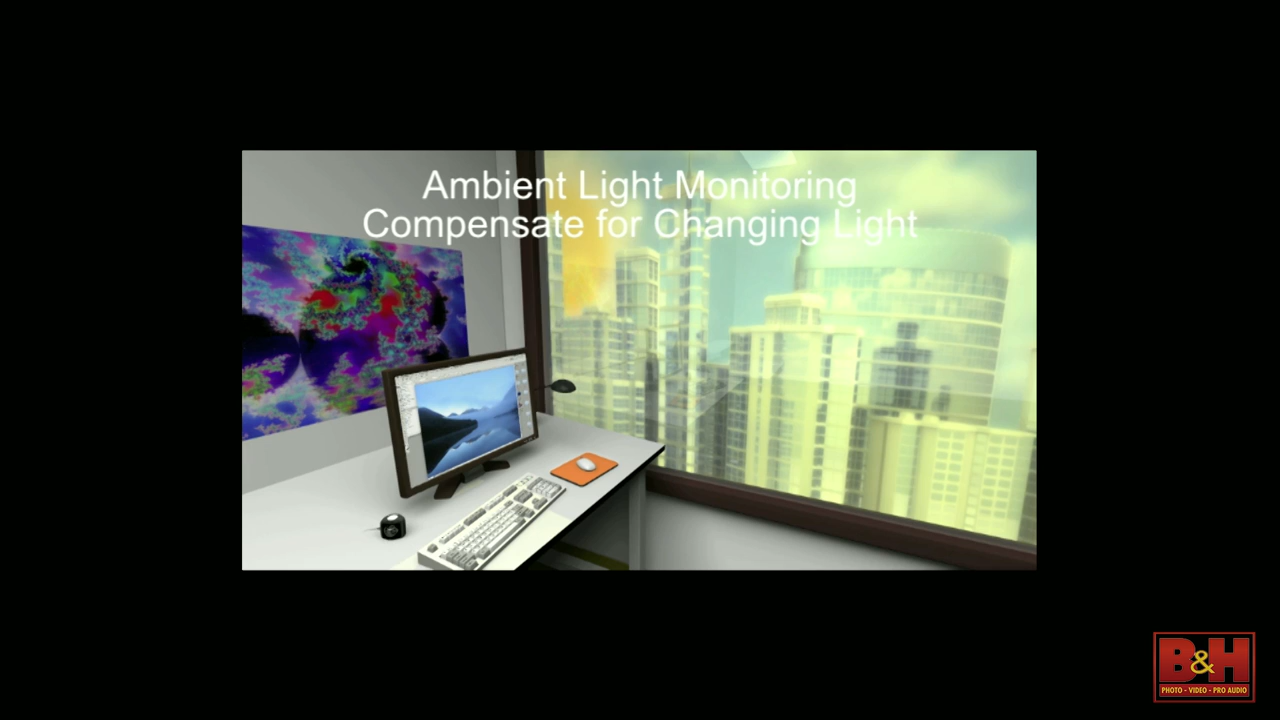 Ambient Light Monitoring
Compensate for Changing Light
B&H
PHOTO - VIDEO - PRO AUDIO